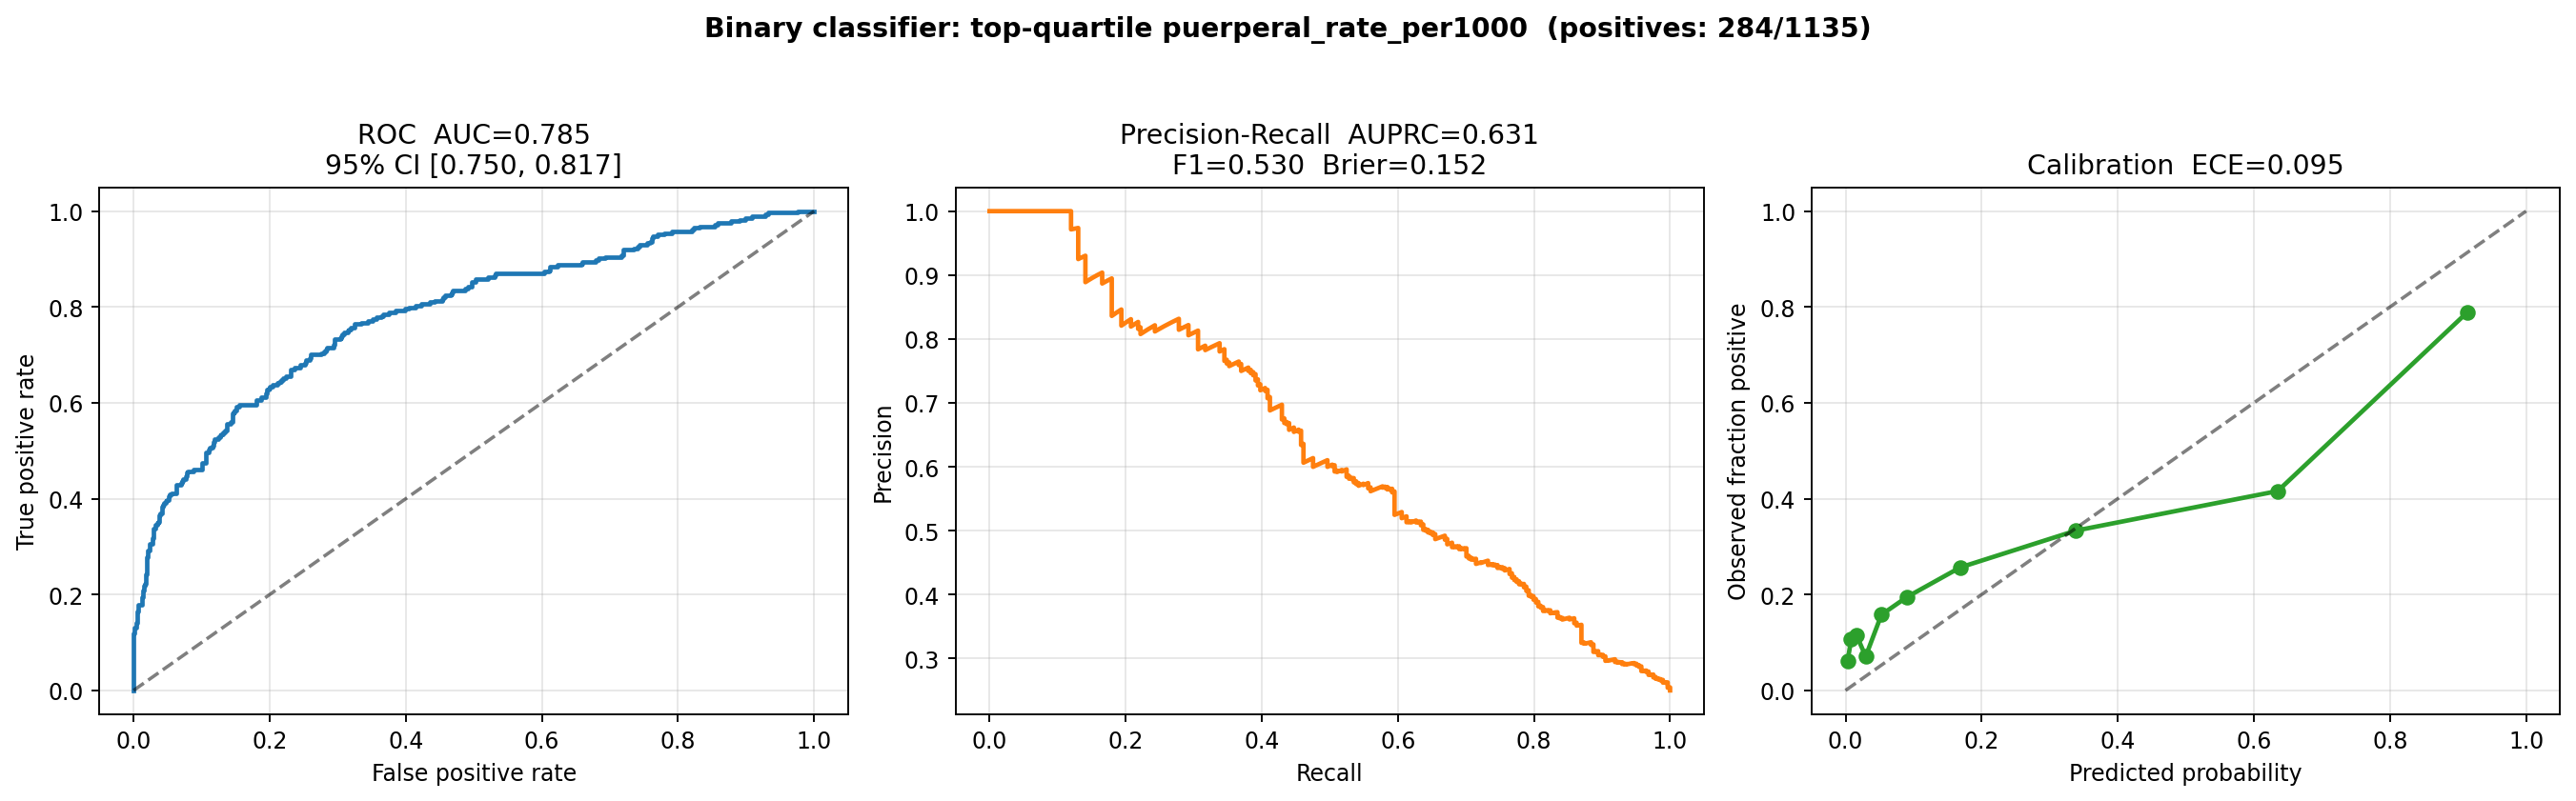 Binary classifier: top-quartile puerperal_rate_per1000  (positives: 284/1135)
ROC  AUC=0.785
95% CI [0.750, 0.817]
1.0
0.8
0.6
0.4
0.2
0.0
True positive rate
0.0 0.2 0.4 0.6 0.8 1.0
False positive rate
Precision-Recall  AUPRC=0.631
F1=0.530  Brier=0.152
1.0
0.9
0.8
0.7
0.6
0.5
0.4
0.3
Precision
0.0 0.2 0.4 0.6 0.8 1.0
Recall
Calibration  ECE=0.095
1.0
0.8
0.6
0.4
0.2
0.0
Observed fraction positive
0.0 0.2 0.4 0.6 0.8 1.0
Predicted probability